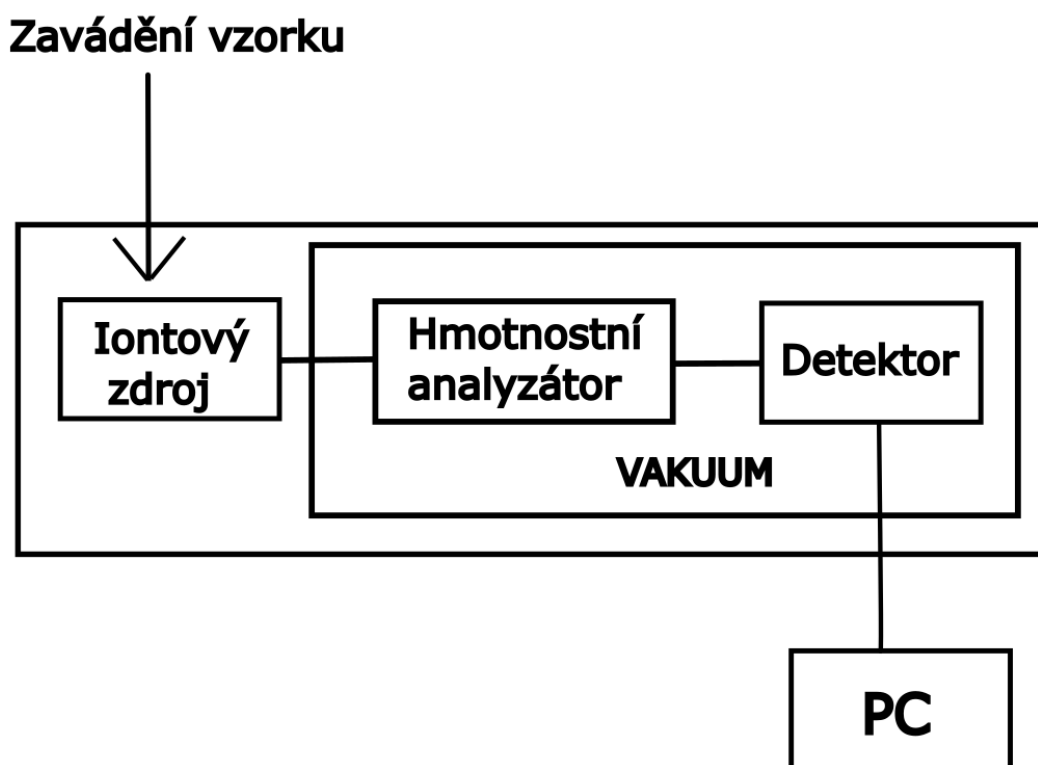 Zavádění vzorku
Iontový
zdroj
Hmotnostní
analyzátor
Detektor
VAKUUM
PC